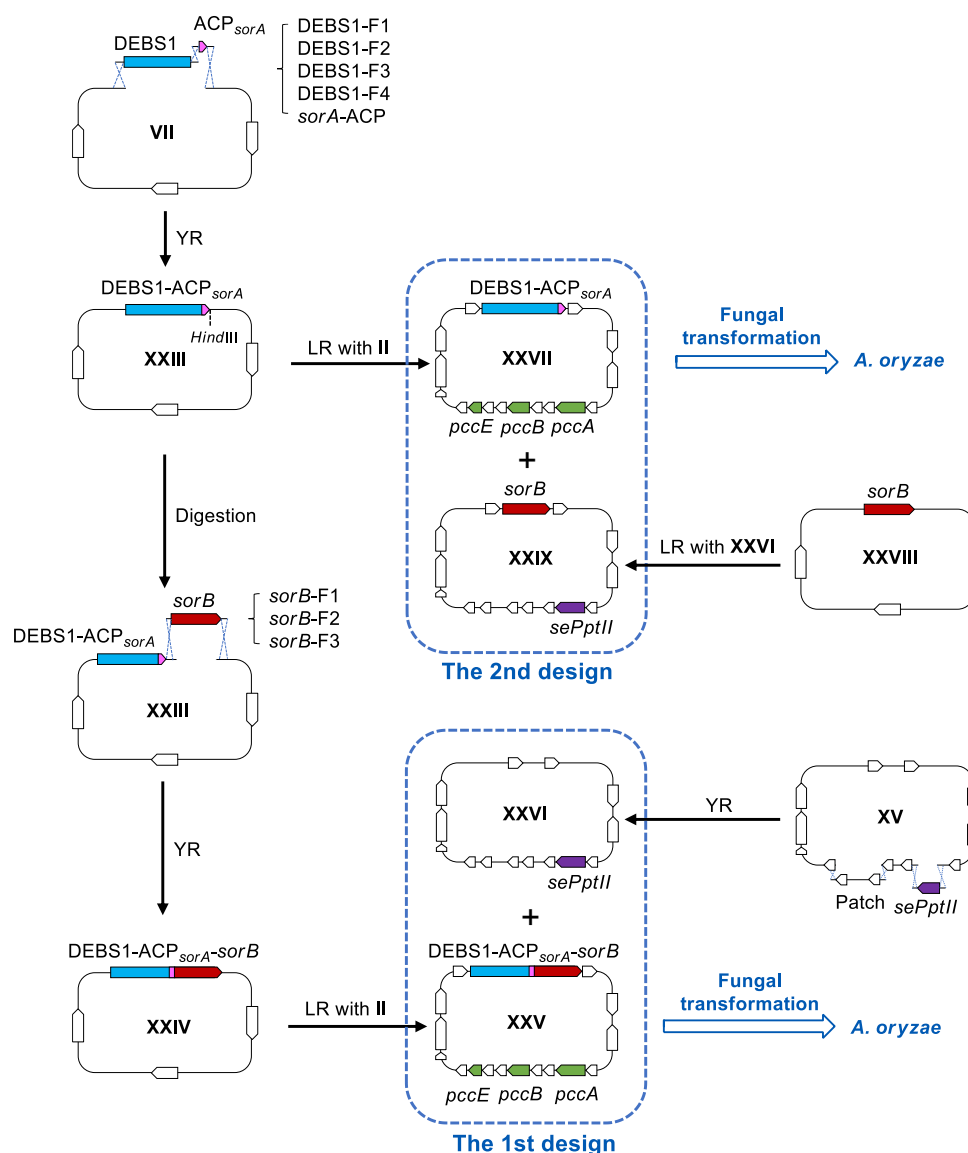 ACPsorA
DEBS1
DEBS1-F1
DEBS1-F2
DEBS1-F3
DEBS1-F4
sorA-ACP
VII
YR
DEBS1-ACPsorA
HindIII
XXIII
LR with II
DEBS1-ACPsorA
XXVII
pccE pccB pccA
Fungal
transformation
A. oryzae
+
Digestion
sorB
XXIX
LR with XXVI
sorB
XXVIII
sePptII
The 2nd design
sorB
sorB-F1
sorB-F2
sorB-F3
DEBS1-ACPsorA
XXIII
YR
XXVI
sePptII
YR
XV
Patch sePptII
+
DEBS1-ACPsorA-sorB
XXIV
LR with II
DEBS1-ACPsorA-sorB
XXV
pccE pccB pccA
Fungal
transformation
A. oryzae
The 1st design